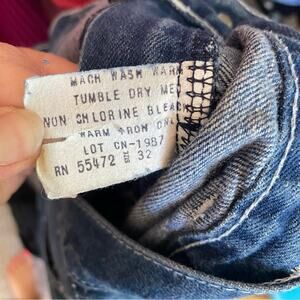 MACH WASH WARM
TUMBLE DRY MED
NON CHLORINE BLEACH
WARM IRON ONLY
LOT CN-1987
RN 55472 32